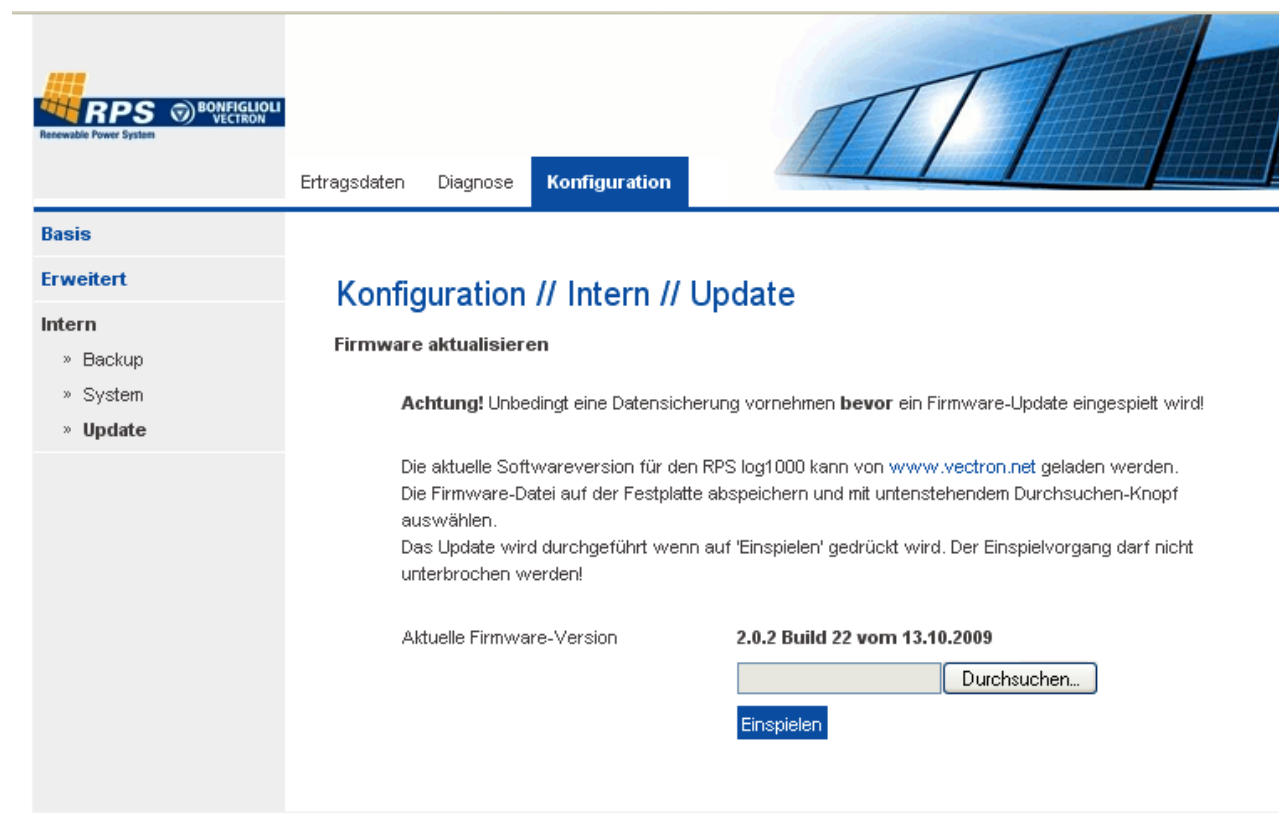 RPS BONFIGLIOLI
VECTRON
Renewable Power System
Ertragsdaten Diagnose Konfiguration
Basis
Erweitert
Intern
» Backup
» System
» Update
Konfiguration // Intern // Update
Firmware aktualisieren
Achtung! Unbedingt eine Datensicherung vornehmen bevor ein Firmware-Update eingespielt wird!
Die aktuelle Softwareversion für den RPS log1000 kann von www.vectron.net geladen werden.
Die Firmware-Datei auf der Festplatte abspeichern und mit untenstehendem Durchsuchen-Knopf
auswählen.
Das Update wird durchgeführt wenn auf 'Einspielen' gedrückt wird. Der Einspielvorgang darf nicht
unterbrochen werden!
Aktuelle Firmware-Version 2.0.2 Build 22 vom 13.10.2009
Durchsuchen...
Einspielen